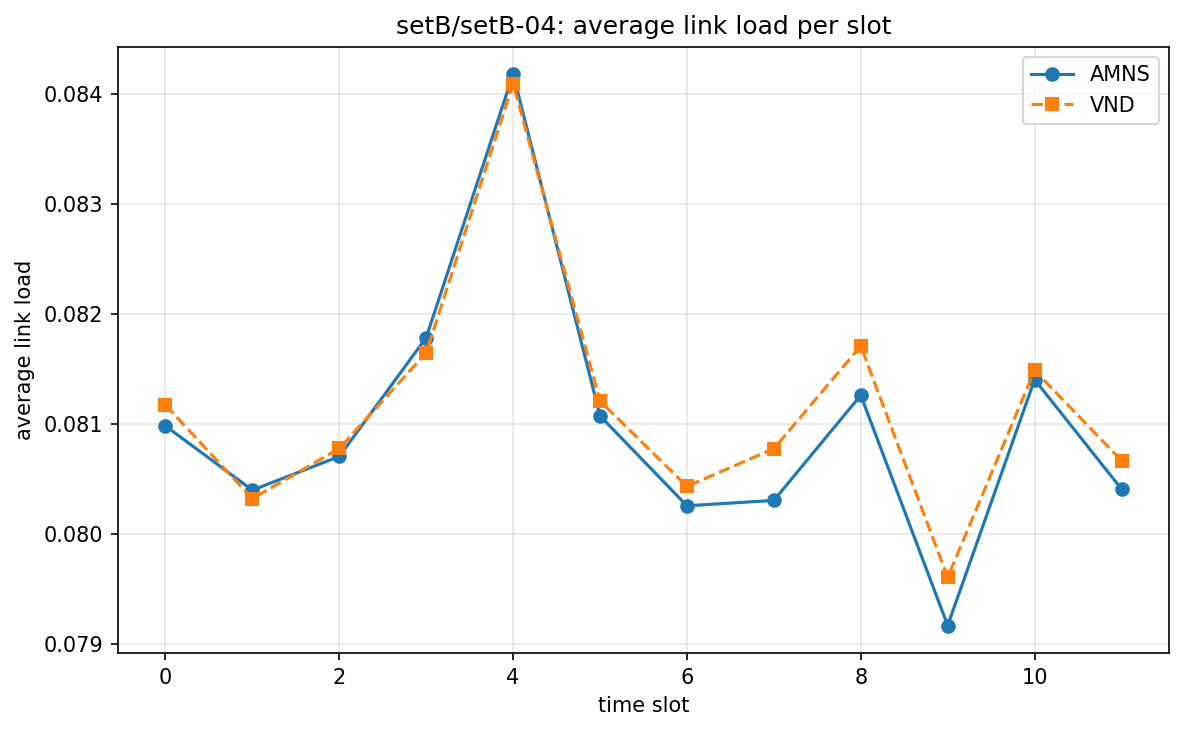 setB/setB-04: average link load per slot
AMNS
VND
0.084
0.083
0.082
0.081
0.080
0.079
average link load
0 2 4 6 8 10
time slot